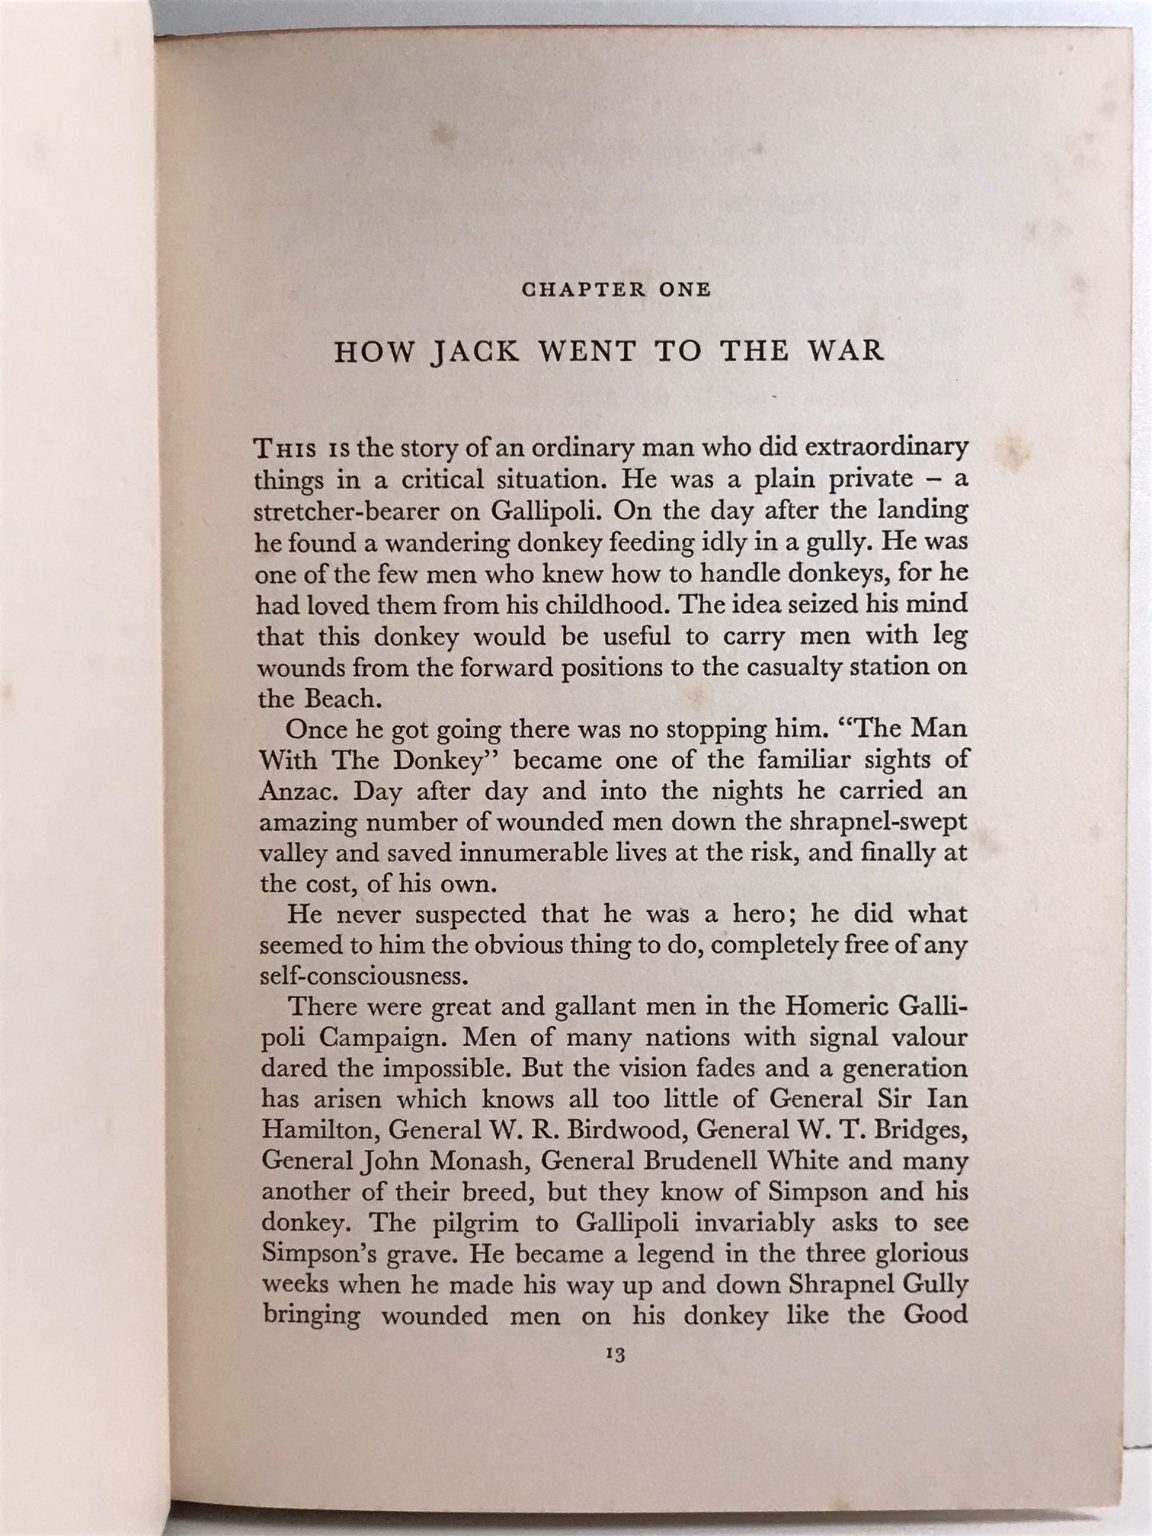 CHAPTER ONE
HOW JACK WENT TO THE WAR
THIS IS the story of an ordinary man who did extraordinary
things in a critical situation. He was a plain private – a
stretcher-bearer on Gallipoli. On the day after the landing
he found a wandering donkey feeding idly in a gully. He was
one of the few men who knew how to handle donkeys, for he
had loved them from his childhood. The idea seized his mind
that this donkey would be useful to carry men with leg
wounds from the forward positions to the casualty station on
the Beach.
Once he got going there was no stopping him. “The Man
With The Donkey” became one of the familiar sights of
Anzac. Day after day and into the nights he carried an
amazing number of wounded men down the shrapnel-swept
valley and saved innumerable lives at the risk, and finally at
the cost, of his own.
He never suspected that he was a hero; he did what
seemed to him the obvious thing to do, completely free of any
self-consciousness.
There were great and gallant men in the Homeric Galli-
poli Campaign. Men of many nations with signal valour
dared the impossible. But the vision fades and a generation
has arisen which knows all too little of General Sir Ian
Hamilton, General W. R. Birdwood, General W. T. Bridges,
General John Monash, General Brudenell White and many
another of their breed, but they know of Simpson and his
donkey. The pilgrim to Gallipoli invariably asks to see
Simpson’s grave. He became a legend in the three glorious
weeks when he made his way up and down Shrapnel Gully
bringing wounded men on his donkey like the Good
13